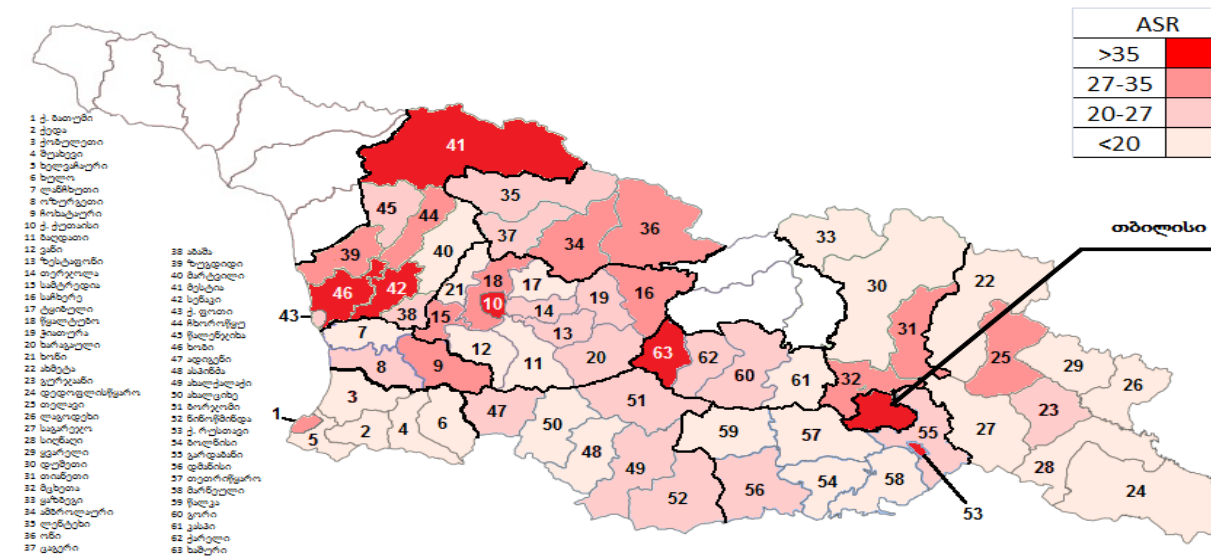 ASR
>35
27-35
20-27
<20
თბილისი
1 ქ. ბათუმი
2 ქედა
3 ქობულეთი
4 შუახევი
5 ხელვაჩაური
6 ხულო
7 ლანჩხუთი
8 ოზურგეთი
9 ჩოხატაური
10 ქ. ქუთაისი
11 ბაღდათი
12 ვანი
13 ზესტაფონი
14 თერჯოლა
15 სამტრედია
16 საჩხერე
17 ტყიბული
18 წყალტუბო
19 ჭიათურა
20 ხარაგაული
21 ხონი
22 ახმეტა
23 გურჯაანი
24 დედოფლისწყარო
25 თელავი
26 ლაგოდეხი
27 საგარეჯო
28 სიღნაღი
29 ყვარელი
30 დუშეთი
31 თიანეთი
32 მცხეთა
33 ყაზბეგი
34 ამბროლაური
35 ლენტეხი
36 ონი
37 ცაგერი
38 აბაშა
39 ზუგდიდი
40 მარტვილი
41 მესტია
42 სენაკი
43 ქ. ფოთი
44 ჩხოროწყუ
45 წალენჯიხა
46 ხობი
47 ადიგენი
48 ასპინძა
49 ახალქალაქი
50 ახალციხე
51 ბორჯომი
52 ნინოწმინდა
53 ქ. რუსთავი
54 ბოლნისი
55 გარდაბანი
56 დმანისი
57 თეთრიწყარო
58 მარნეული
59 წალკა
60 გორი
61 კასპი
62 ქარელი
63 ხაშური
41
45
44
35
37
34
36
40
39
46
42
38
43
21
18
10
17
14
19
16
15
13
7
12
11
20
8
9
63
62
60
61
33
30
22
31
25
29
26
32
23
3
1
5
2
4
6
47
50
51
48
49
52
59
57
56
54
58
55
53
27
28
24